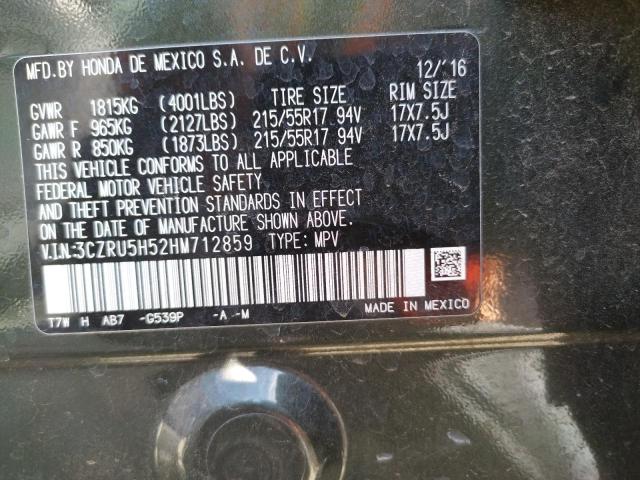 MFD.BY HONDA DE MEXICO S.A. DE C.V. 12/'16
GVWR 1815KG (4001LBS) TIRE SIZE RIM SIZE
GAWR F 965KG (2127LBS) 215/55R17 94V 17X7.5J
GAWR R 850KG (1873LBS) 215/55R17 94V 17X7.5J
THIS VEHICLE CONFORMS TO ALL APPLICABLE
FEDERAL MOTOR VEHICLE SAFETY
AND THEFT PREVENTION STANDARDS IN EFFECT
ON THE DATE OF MANUFACTURE SHOWN ABOVE.
V.I.N:3CZRU5H52HM712859 TYPE: MPV
T7W H AB7 -G539P -A -M MADE IN MEXICO